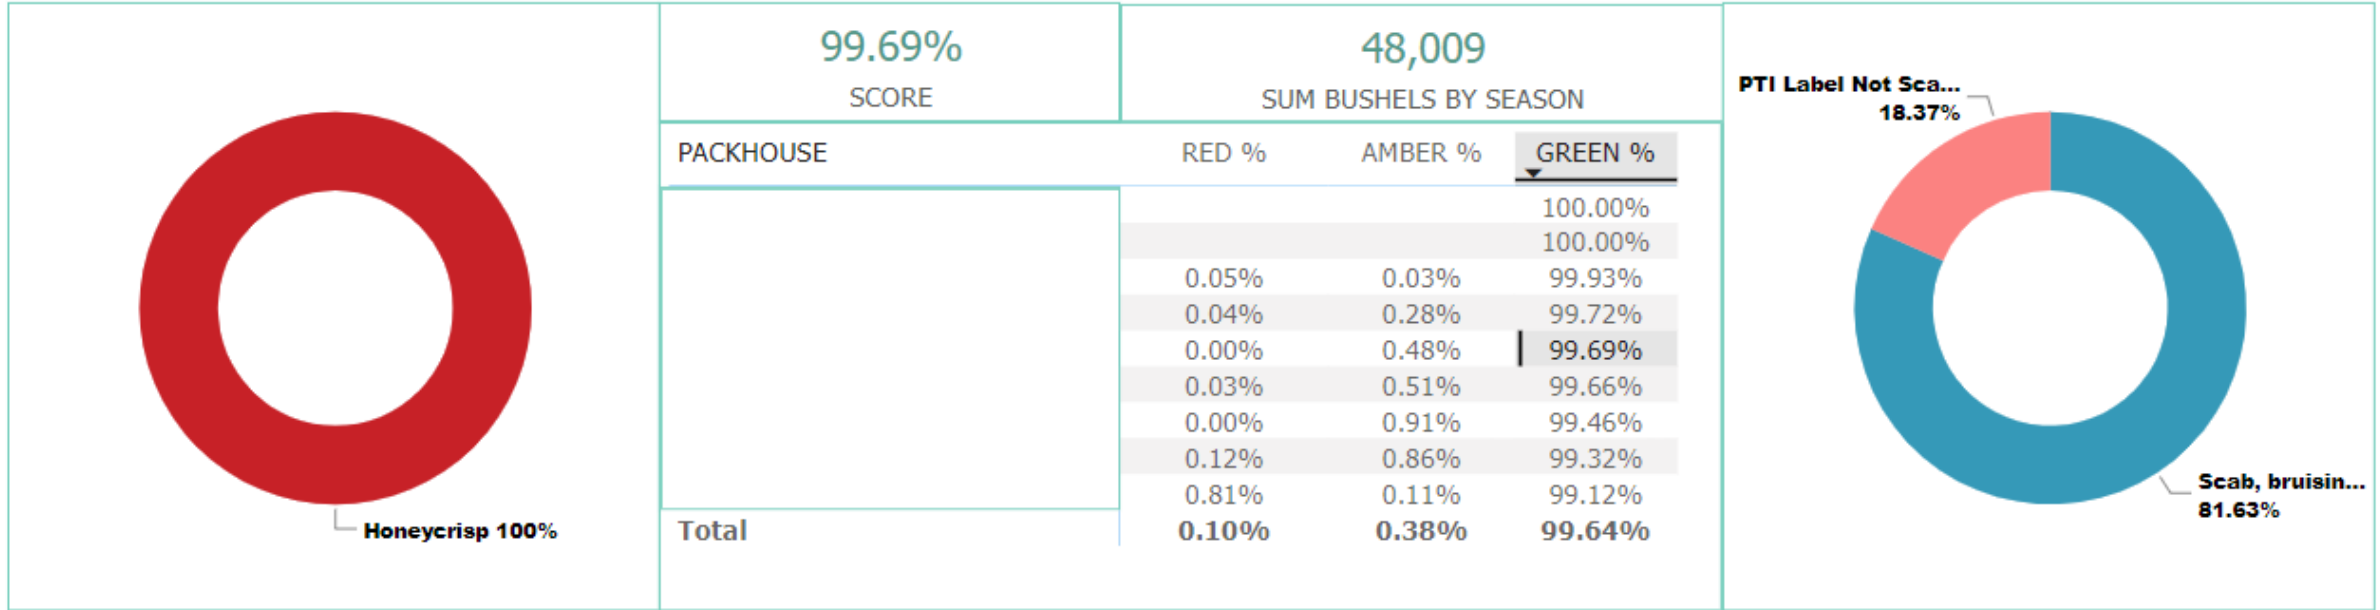 99.69%
SCORE
48,009
SUM BUSHELS BY SEASON
PACKHOUSE RED % AMBER % GREEN %
100.00%
100.00%
0.05% 0.03% 99.93%
0.04% 0.28% 99.72%
0.00% 0.48% 99.69%
0.03% 0.51% 99.66%
0.00% 0.91% 99.46%
0.12% 0.86% 99.32%
0.81% 0.11% 99.12%
Total 0.10% 0.38% 99.64%
Honeycrisp 100%
PTI Label Not Sca...
18.37%
Scab, bruisin...
81.63%